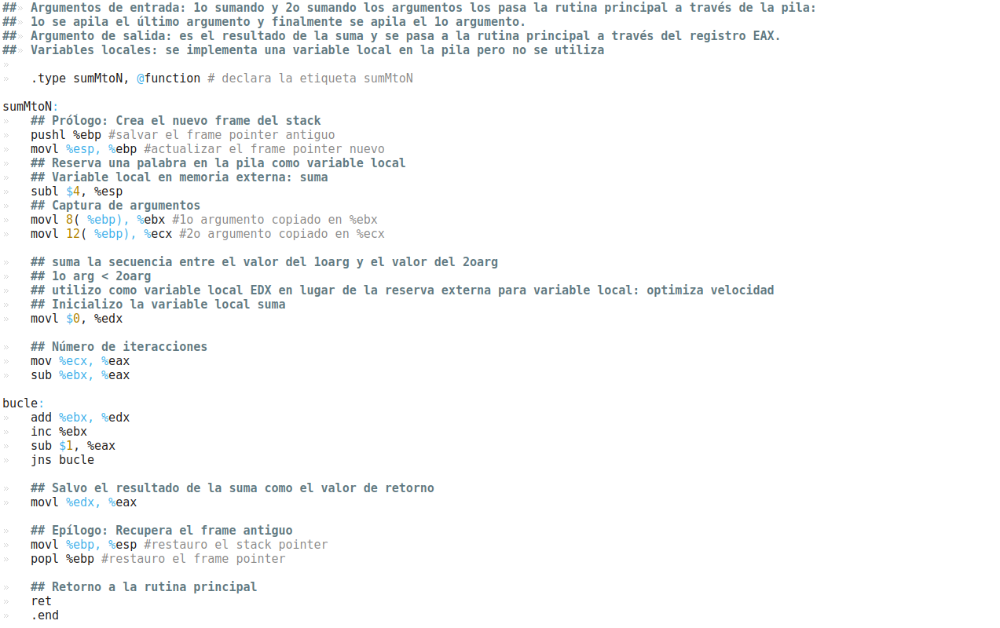 ##» Argumentos de entrada: 1o sumando y 2o sumando los argumentos los pasa la rutina principal a través de la pila:
##» 1o se apila el último argumento y finalmente se apila el 1o argumento.
##» Argumento de salida: es el resultado de la suma y se pasa a la rutina principal a través del registro EAX.
##» Variables locales: se implementa una variable local en la pila pero no se utiliza
»
» .type sumMtoN, @function # declara la etiqueta sumMtoN
sumMtoN:
» ## Prólogo: Crea el nuevo frame del stack
» pushl %ebp #salvar el frame pointer antiguo
» movl %esp, %ebp #actualizar el frame pointer nuevo
» ## Reserva una palabra en la pila como variable local
» ## Variable local en memoria externa: suma
» subl $4, %esp
» ## Captura de argumentos
» movl 8( %ebp), %ebx #1o argumento copiado en %ebx
» movl 12( %ebp), %ecx #2o argumento copiado en %ecx
» ## suma la secuencia entre el valor del 1oarg y el valor del 2oarg
» ## 1o arg < 2oarg
» ## utilizo como variable local EDX en lugar de la reserva externa para variable local: optimiza velocidad
» ## Inicializo la variable local suma
» movl $0, %edx
» ## Número de iteracciones
» mov %ecx, %eax
» sub %ebx, %eax
bucle:
» add %ebx, %edx
» inc %ebx
» sub $1, %eax
» jns bucle
» ## Salvo el resultado de la suma como el valor de retorno
» movl %edx, %eax
» ## Epílogo: Recupera el frame antiguo
» movl %ebp, %esp #restauro el stack pointer
» popl %ebp #restauro el frame pointer
» ## Retorno a la rutina principal
» ret
» .end